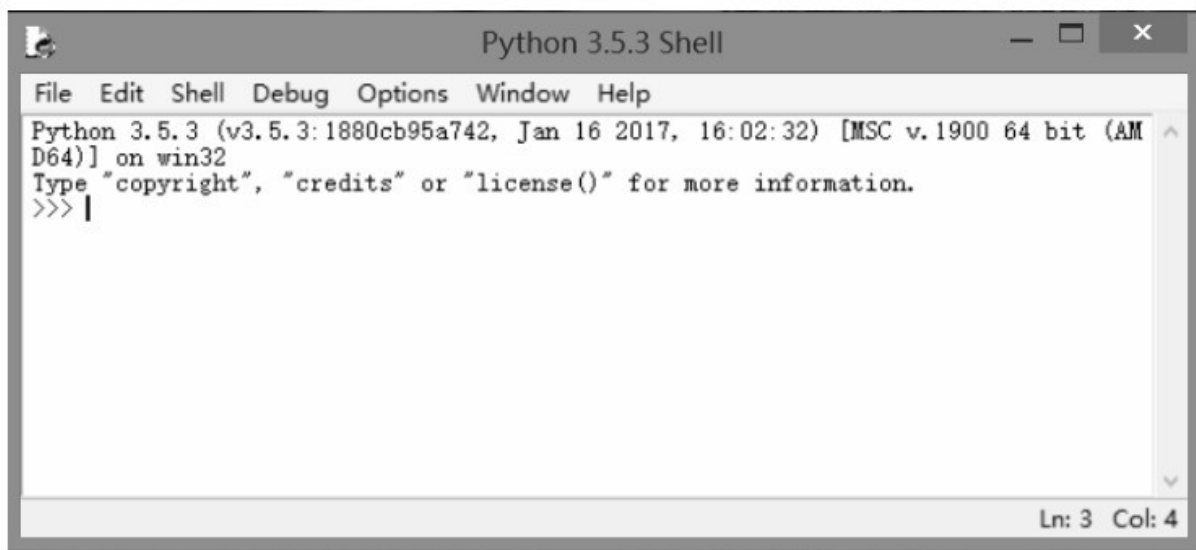 Python 3.5.3 Shell
File Edit Shell Debug Options Window Help
Python 3.5.3 (v3.5.3:1880cb95a742, Jan 16 2017, 16:02:32) [MSC v.1900 64 bit (AM
D64)] on win32
Type "copyright", "credits" or "license()" for more information.
>>>
Ln: 3 Col: 4